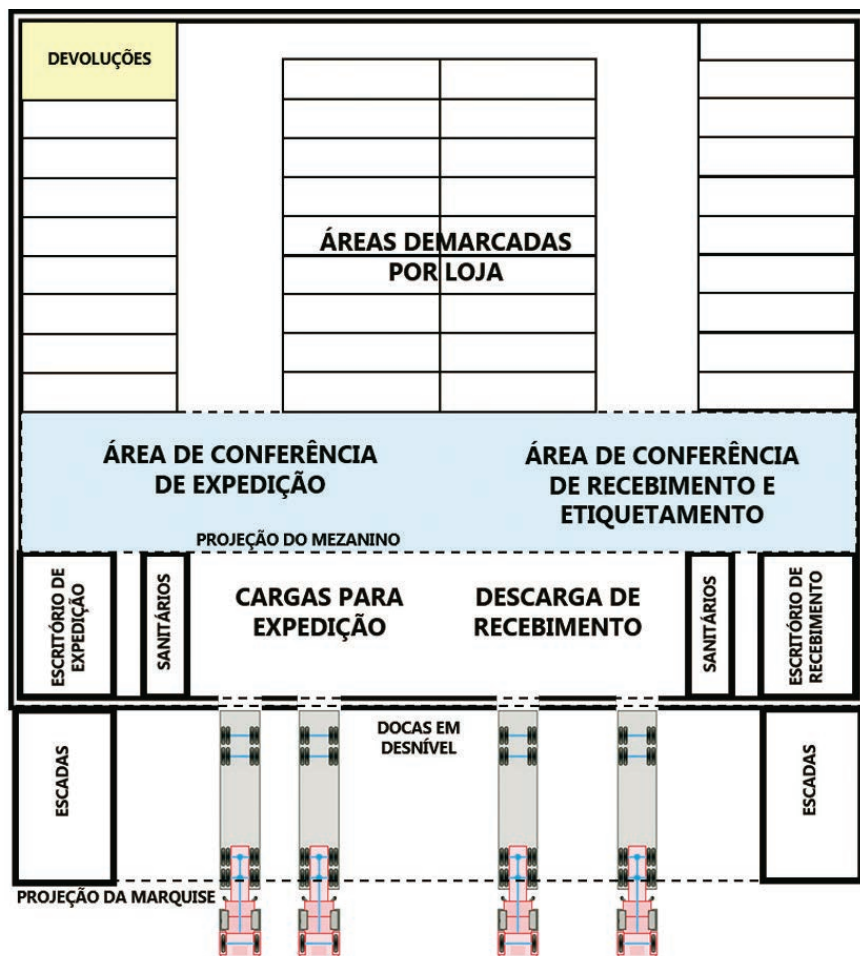 DEVOLUÇÕES
ÁREAS DEMARCADAS
POR LOJA
ÁREA DE CONFERÊNCIA
DE EXPEDIÇÃO
ÁREA DE CONFERÊNCIA
DE RECEBIMENTO E
ETIQUETAMENTO
PROJEÇÃO DO MEZANINO
ESCRITÓRIO DE
EXPEDIÇÃO
SANITÁRIOS
CARGAS PARA
EXPEDIÇÃO
DESCARGA DE
RECEBIMENTO
SANITÁRIOS
ESCRITÓRIO DE
RECEBIMENTO
ESCADAS
DOCAS EM
DESNÍVEL
ESCADAS
PROJEÇÃO DA MARQUISE